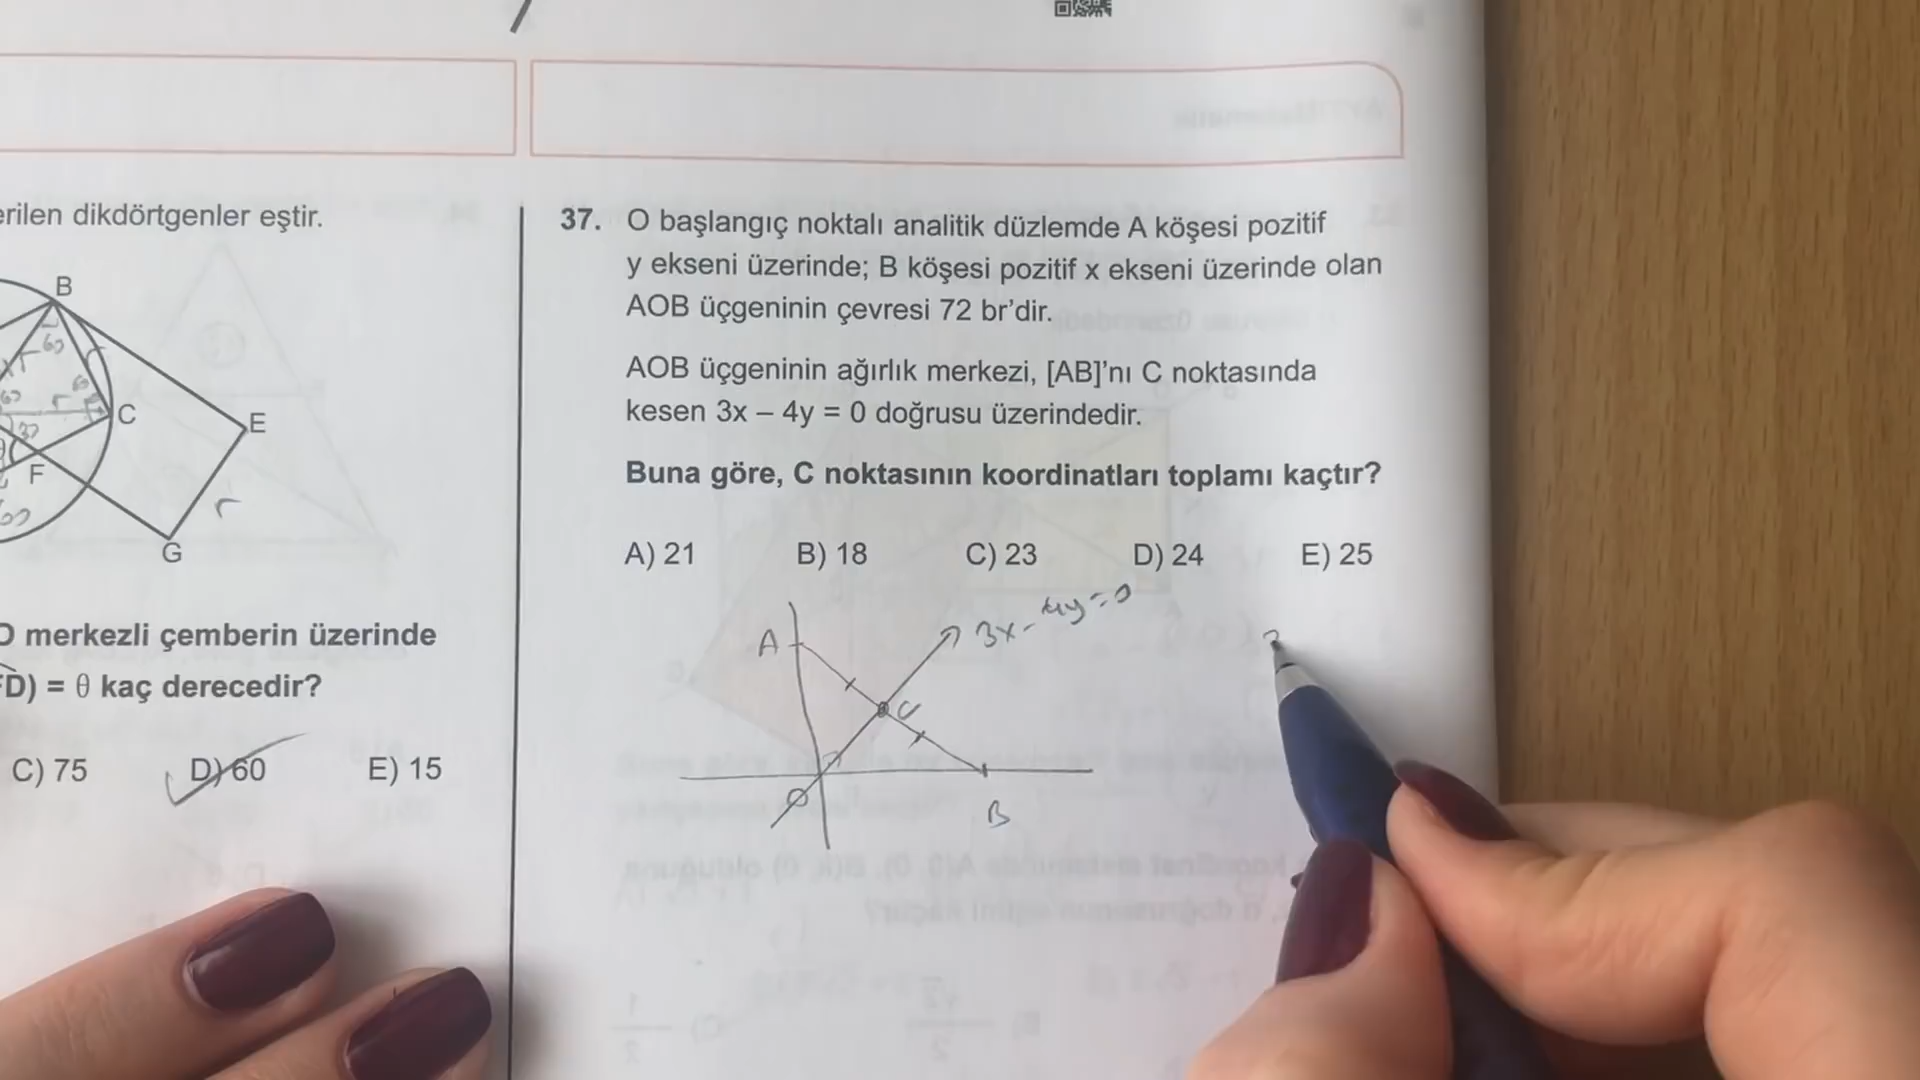 erilen dikdörtgenler eştir.
B
60
60
r
C
E
30
F
r
G
O merkezli çemberin üzerinde
D) = θ kaç derecedir?
C) 75 D) 60 E) 15
37. O başlangıç noktalı analitik düzlemde A köşesi pozitif
y ekseni üzerinde; B köşesi pozitif x ekseni üzerinde olan
AOB üçgeninin çevresi 72 br'dir.
AOB üçgeninin ağırlık merkezi, [AB]'nı C noktasında
kesen 3x – 4y = 0 doğrusu üzerindedir.
Buna göre, C noktasının koordinatları toplamı kaçtır?
A) 21 B) 18 C) 23 D) 24 E) 25
A
3x - 4y = 0
C
O
B